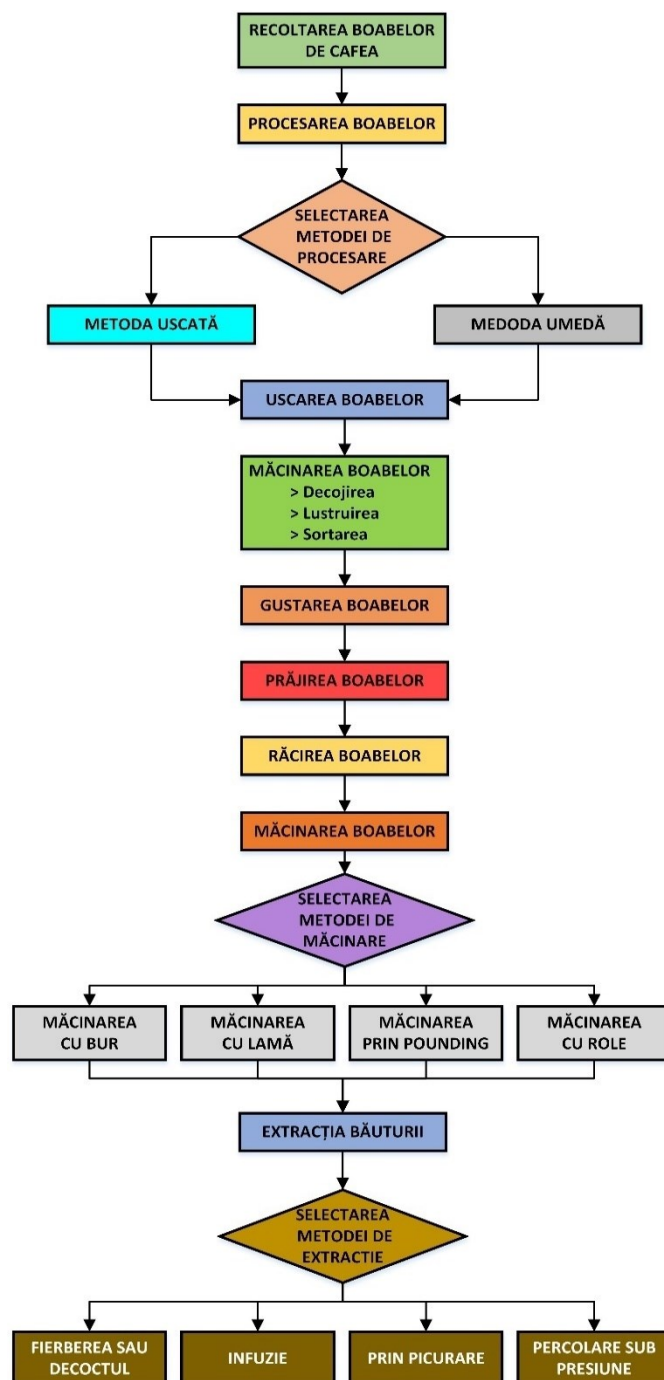 RECOLTAREA BOABELOR
DE CAFEA
PROCESAREA BOABELOR
SELECTAREA
METODEI DE
PROCESARE
METODA USCATĂ
MEDODA UMEDĂ
USCAREA BOABELOR
MĂCINAREA BOABELOR
> Decojirea
> Lustruirea
> Sortarea
GUSTAREA BOABELOR
PRĂJIREA BOABELOR
RĂCIREA BOABELOR
MĂCINAREA BOABELOR
SELECTAREA
METODEI DE
MĂCINARE
MĂCINAREA
CU BUR
MĂCINAREA
CU LAMĂ
MĂCINAREA
PRIN POUNDING
MĂCINAREA
CU ROLE
EXTRACȚIA BĂUTURII
SELECTAREA
METODEI DE
EXTRACTIE
FIERBEREA SAU
DECOCTUL
INFUZIE
PRIN PICURARE
PERCOLARE SUB
PRESIUNE